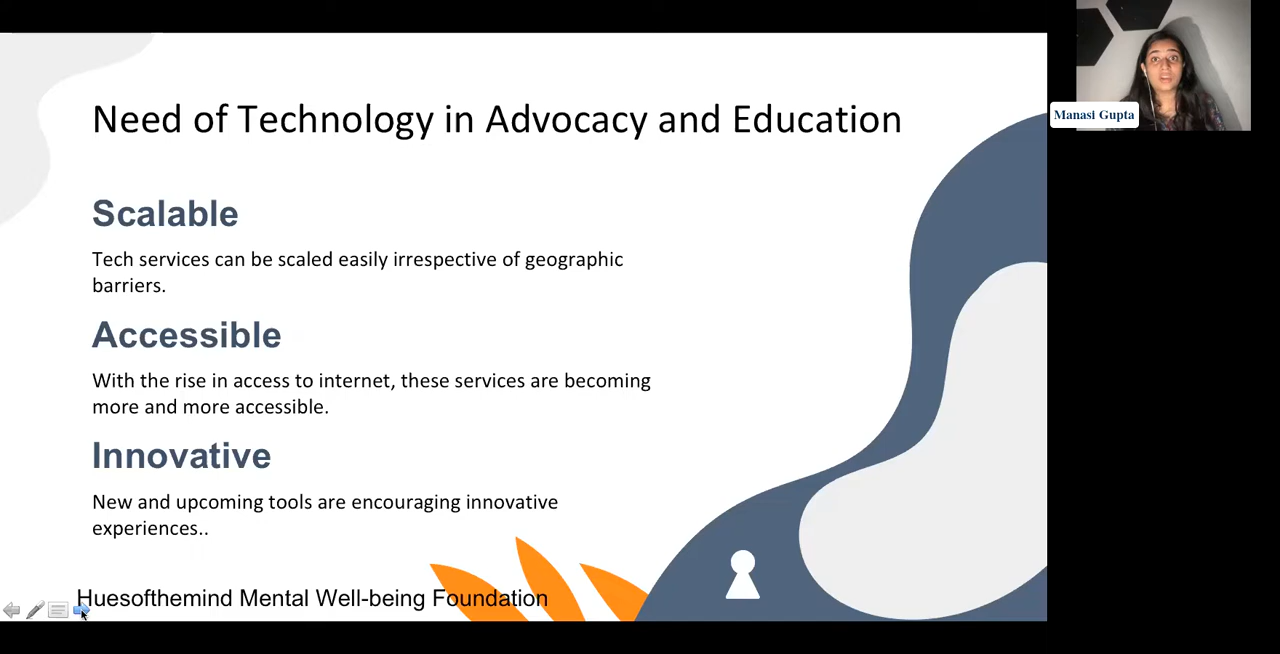 Need of Technology in Advocacy and Education
Scalable
Tech services can be scaled easily irrespective of geographic
barriers.
Accessible
With the rise in access to internet, these services are becoming
more and more accessible.
Innovative
New and upcoming tools are encouraging innovative
experiences..
Huesofthemind Mental Well-being Foundation
Manasi Gupta